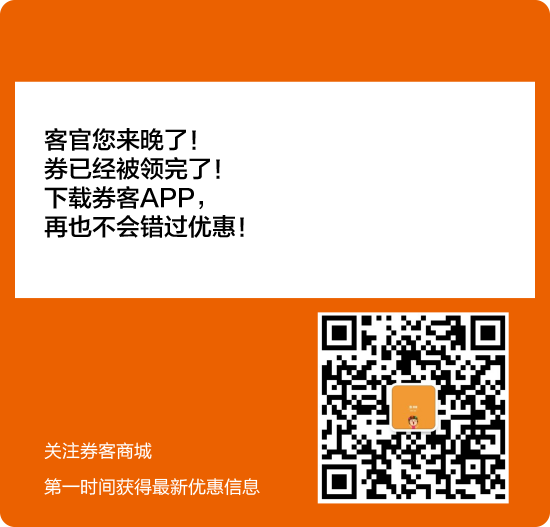 客官您来晚了！
券已经被领完了！
下载券客APP，
再也不会错过优惠！
关注券客商城
第一时间获得最新优惠信息